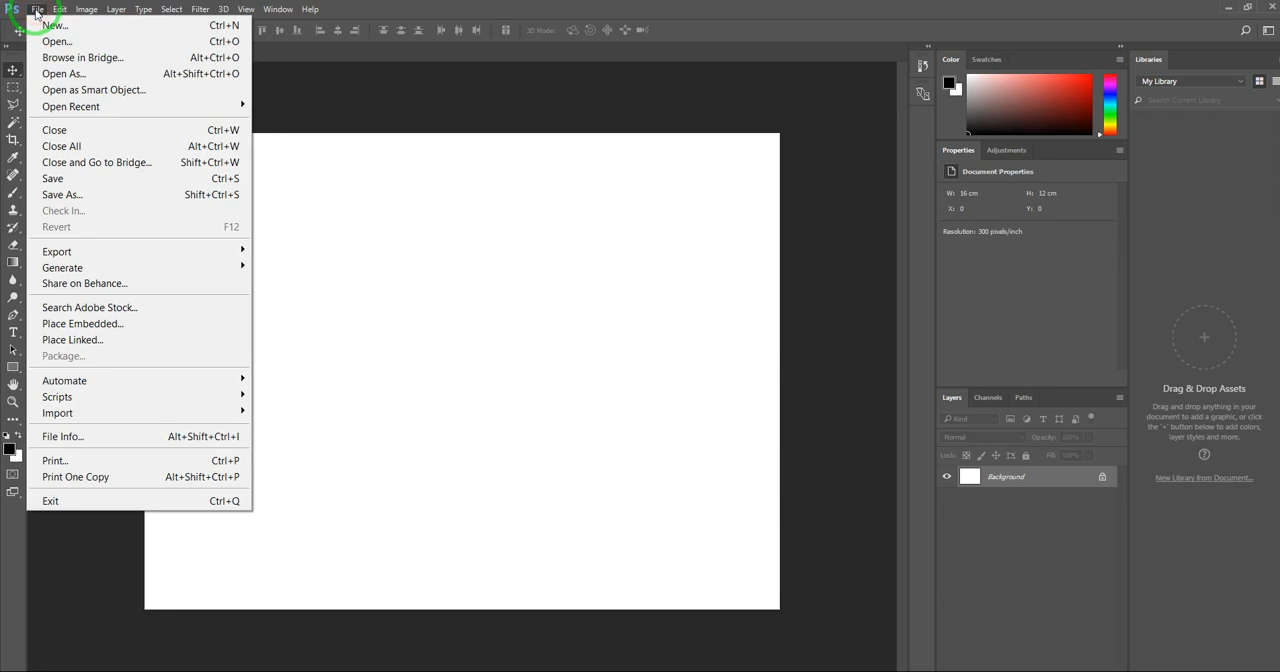 Ps File Edit Image Layer Type Select Filter 3D View Window Help
New... Ctrl+N
3D Mode:
Open... Ctrl+O
Browse in Bridge... Alt+Ctrl+O
Open As... Alt+Shift+Ctrl+O
Open as Smart Object...
Open Recent
Close Ctrl+W
Close All Alt+Ctrl+W
Close and Go to Bridge... Shift+Ctrl+W
Save Ctrl+S
Save As... Shift+Ctrl+S
Check In...
Revert F12
Export
Generate
Share on Behance...
Search Adobe Stock...
Place Embedded...
Place Linked...
Package...
Automate
Scripts
Import
File Info... Alt+Shift+Ctrl+I
Print... Ctrl+P
Print One Copy Alt+Shift+Ctrl+P
Exit Ctrl+Q
Color Swatches
Properties Adjustments
Document Properties
W: 16 cm H: 12 cm
X: 0 Y: 0
Resolution: 300 pixels/inch
Layers Channels Paths
Kind
Normal Opacity: 100%
Lock: Fill: 100%
Background
Libraries
My Library
Search Current Library
Drag & Drop Assets
Drag and drop anything in your
document to add a graphic, or click
the '+' button below to add colors,
layer styles and more.
New Library from Document...